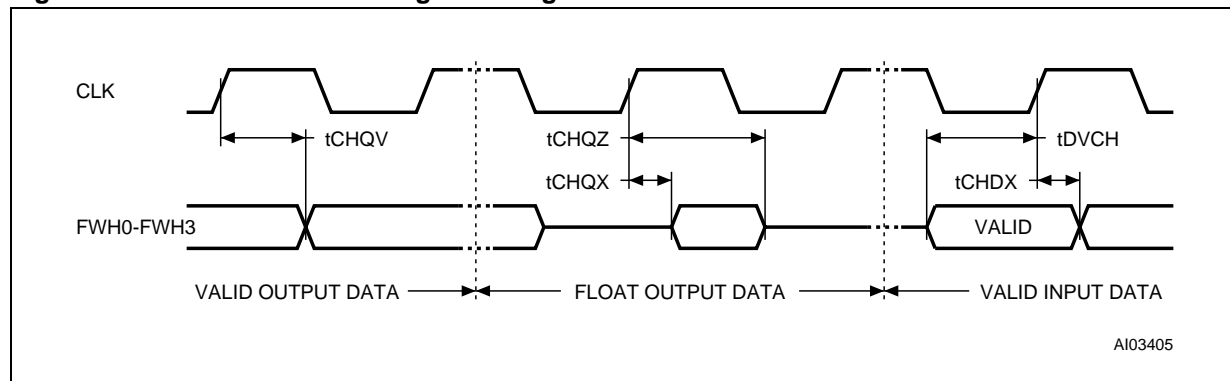 CLK
tCHQV
tCHQZ
tDVCH
tCHQX
tCHDX
FWH0-FWH3
VALID
VALID OUTPUT DATA
FLOAT OUTPUT DATA
VALID INPUT DATA
AI03405